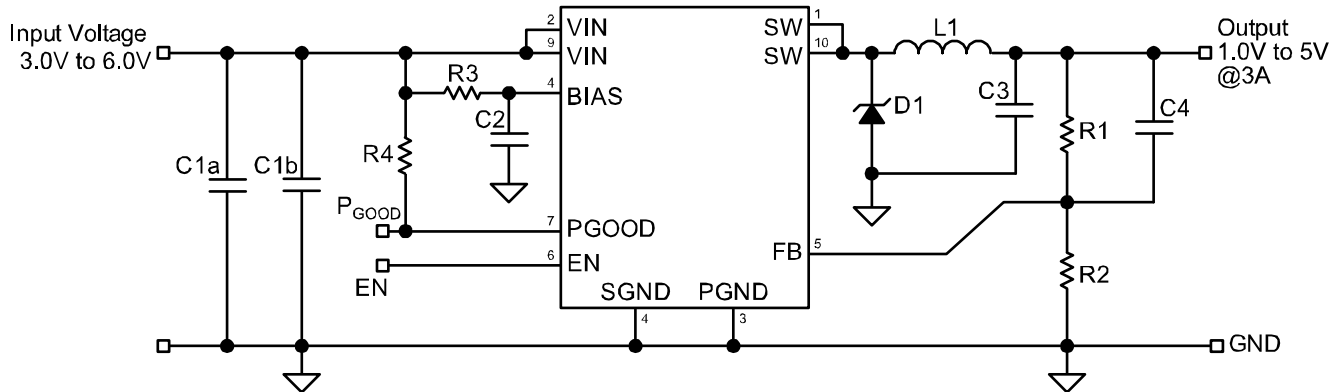 Input Voltage
3.0V to 6.0V
2
VIN
9
VIN
R3
4
BIAS
C2
C1a
C1b
R4
PGOOD
7
PGOOD
6
EN
EN
SGND
4
PGND
3
1
SW
10
SW
L1
D1
C3
R1
C4
5
FB
R2
Output
1.0V to 5V
@3A
GND